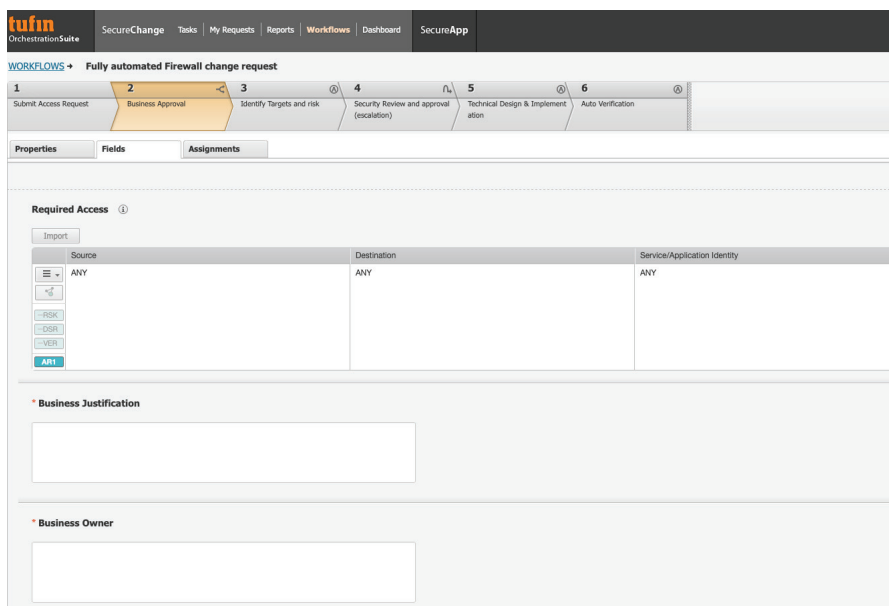 tufin
Orchestration Suite
SecureChange Tasks My Requests Reports Workflows Dashboard SecureApp
WORKFLOWS → Fully automated Firewall change request
1 2 3 4 5 6
Submit Access Request Business Approval Identify Targets and risk Security Review and approval Technical Design & Implement Auto Verification
(escalation) ation
Properties Fields Assignments
Required Access
Import
Source Destination Service/Application Identity
ANY ANY ANY
-RSK
-DSR
-VER
AR1
* Business Justification
* Business Owner